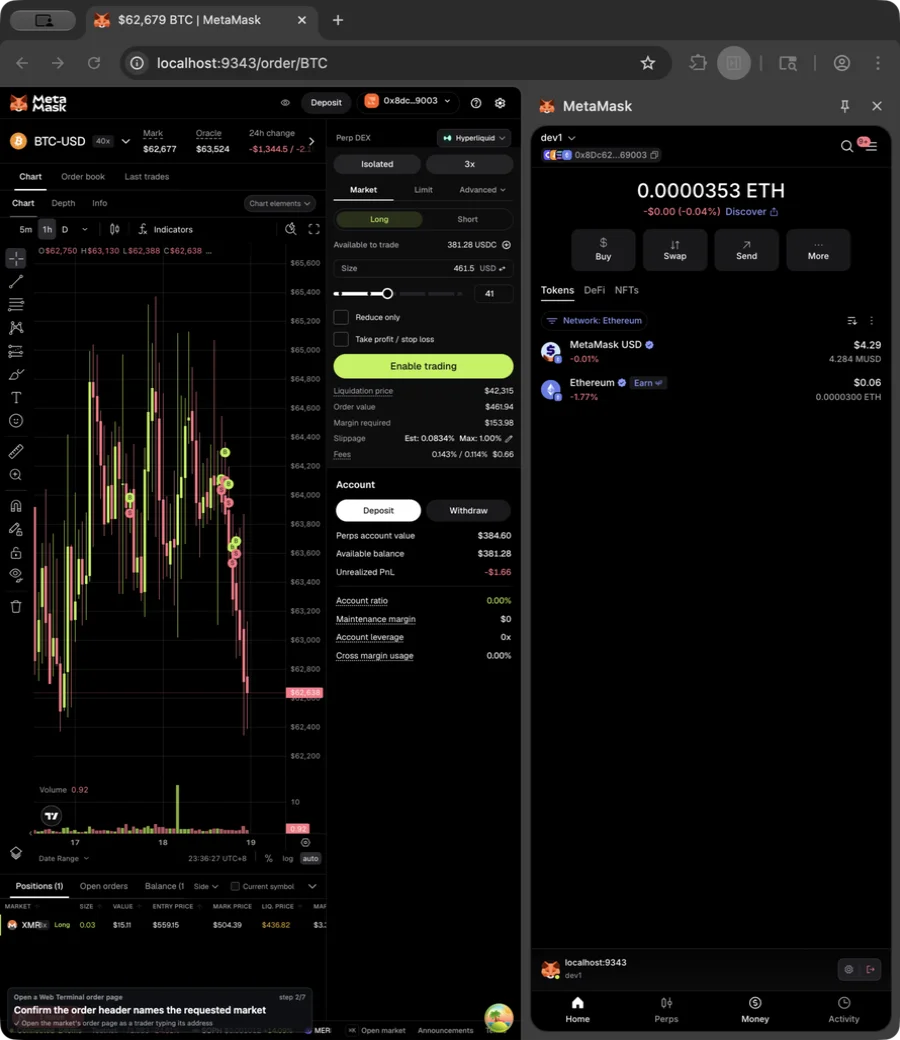 $62,679 BTC | MetaMask
localhost:9343/order/BTC
Meta
Mask
Deposit
0x8dc...9003
BTC-USD
40x
Mark
$62,677
Oracle
$63,524
24h change
-$1,344.5 / -2.1
Chart
Order book
Last trades
Chart
Depth
Info
Chart elements
5m
1h
D
Indicators
O$62,750 H$63,130 L$62,388 C$62,638 ...
$65,600
$65,400
$65,200
$65,000
$64,800
$64,600
$64,400
$64,200
$64,000
$63,800
$63,600
$63,400
$63,200
$63,000
$62,800
$62,638
$62,400
$62,200
Volume 0.92
10
0.92
17
18
19
Date Range
23:36:27 UTC+8
%
log
auto
Perp DEX
Hyperliquid
Isolated
3x
Market
Limit
Advanced
Long
Short
Available to trade
381.28 USDC
Size
461.5 USD
41
Reduce only
Take profit / stop loss
Enable trading
Liquidation price
$42,315
Order value
$461.94
Margin required
$153.98
Slippage
Est: 0.0834% Max: 1.00%
Fees
0.143% / 0.114% $0.66
Account
Deposit
Withdraw
Perps account value
$384.60
Available balance
$381.28
Unrealized PnL
-$1.66
Account ratio
0.00%
Maintenance margin
$0
Account leverage
0x
Cross margin usage
0.00%
Positions (1)
Open orders
Balance (1
Side
Current symbol
MARKET
SIZE
VALUE
ENTRY PRICE
MARK PRICE
LIQ. PRICE
MAR
XMR
Long
0.03
$15.11
$559.15
$504.39
$436.82
$3.
Open a Web Terminal order page
step 2/7
Confirm the order header names the requested market
✓ Open the market's order page as a trader typing its address
MER
Open market
Announcements
MetaMask
dev1
0x8Dc62...69003
9+
0.0000353 ETH
-$0.00 (-0.04%) Discover
$
Buy
Swap
Send
More
Tokens
DeFi
NFTs
Network: Ethereum
MetaMask USD
$4.29
-0.01%
4.284 MUSD
Ethereum
Earn
$0.06
-1.77%
0.0000300 ETH
localhost:9343
dev1
Home
Perps
Money
Activity